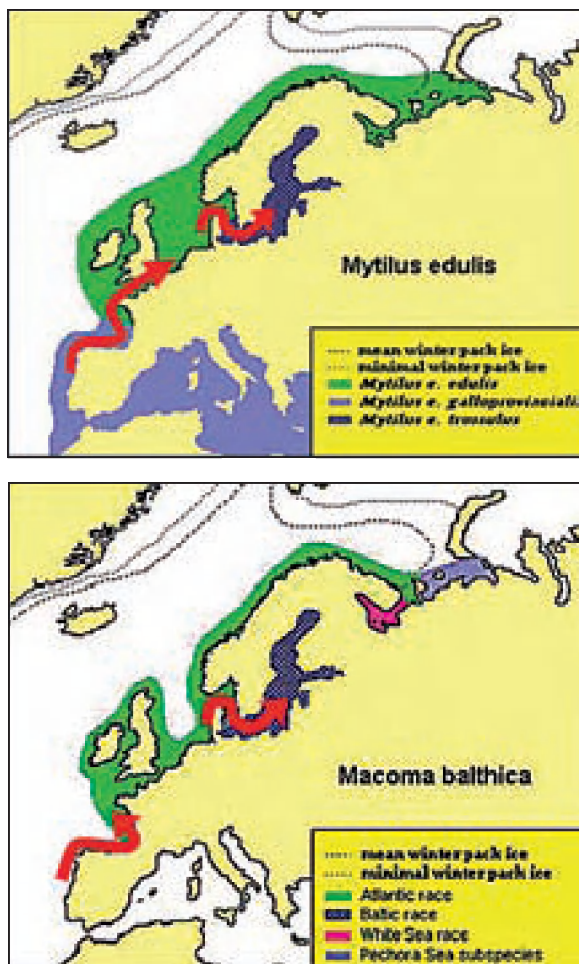 Mytilus edulis
mean winter pack ice
minimal winter pack ice
Mytilus e. edulis
Mytilus e. galloprovincialis
Mytilus e. trossulus
Macoma balthica
mean winter pack ice
minimal winter pack ice
Atlantic race
Baltic race
White Sea race
Pechora Sea subspecies